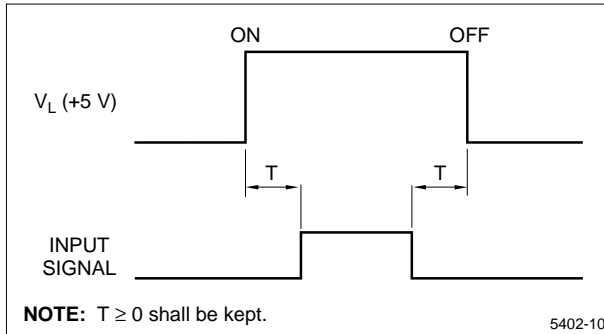 ON OFF
V_L (+5 V)
T T
INPUT
SIGNAL
NOTE: T ≥ 0 shall be kept.
5402-10